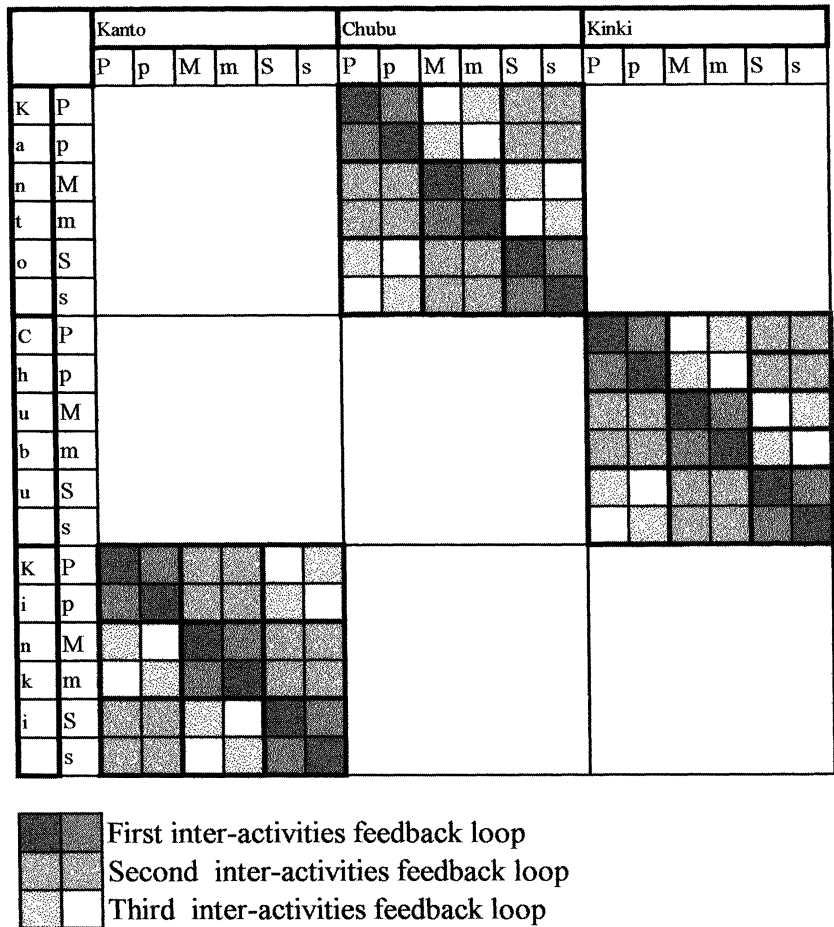 Kanto Chubu Kinki
P p M m S s P p M m S s P p M m S s
K P
a p
n M
t m
o S
s
C P
h p
u M
b m
u S
s
K P
i p
n M
k m
i S
s
First inter-activities feedback loop
Second inter-activities feedback loop
Third inter-activities feedback loop